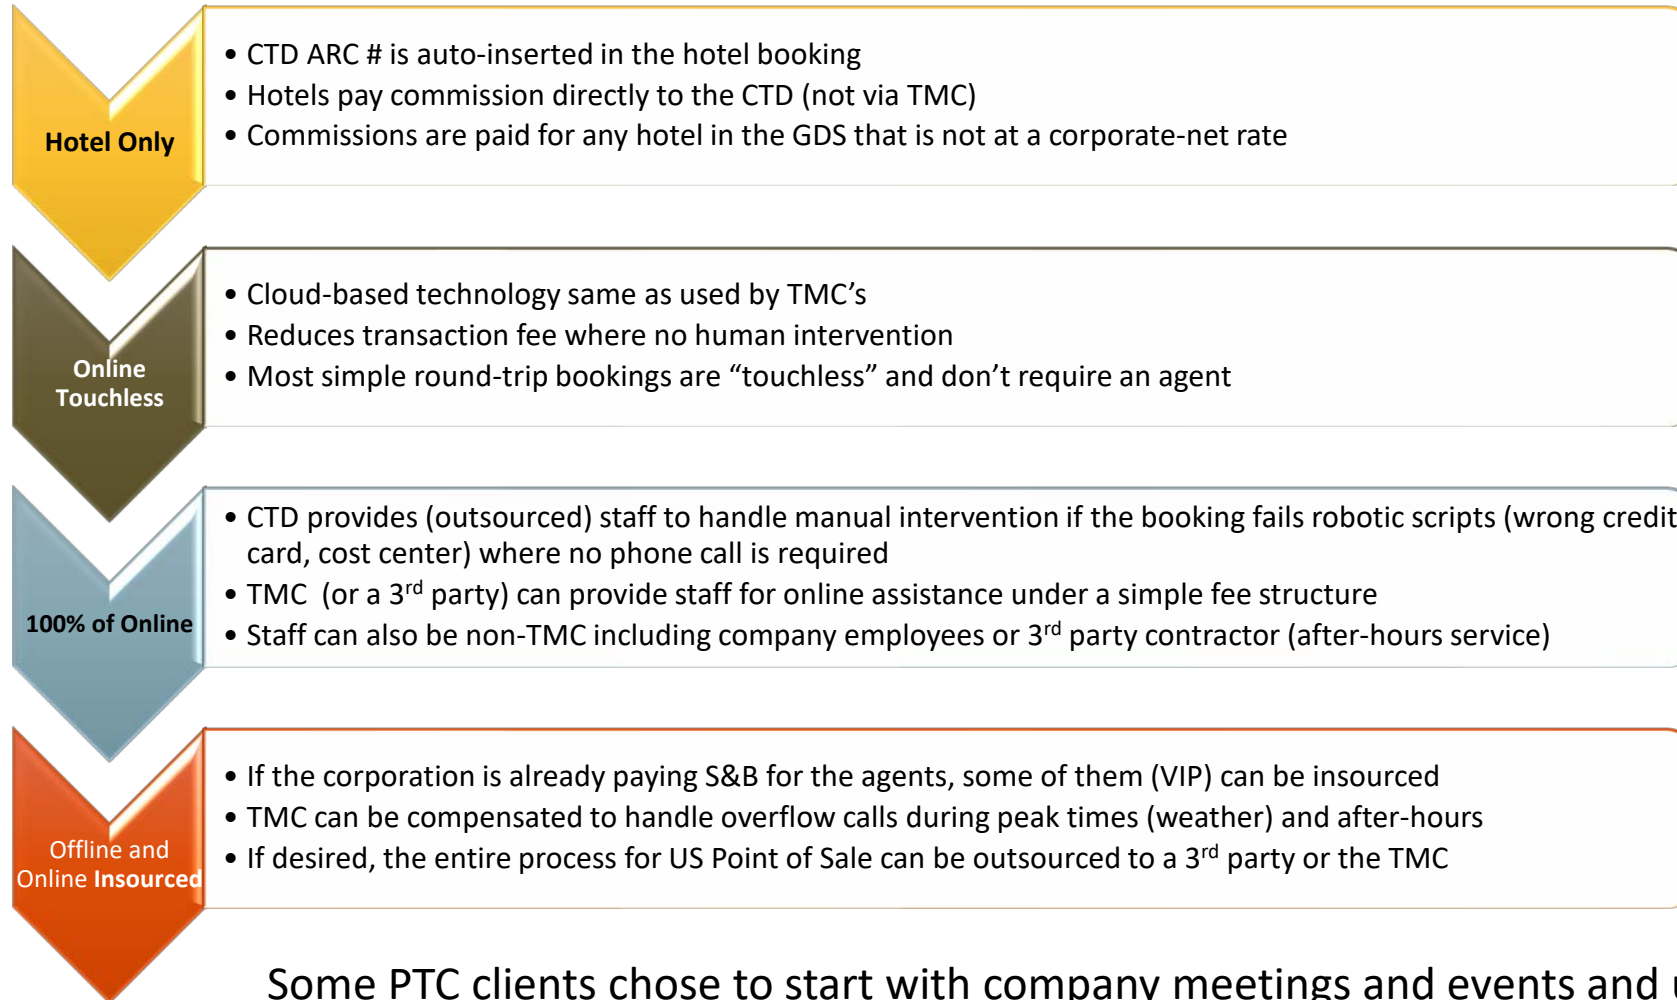 Hotel Only
• CTD ARC # is auto-inserted in the hotel booking
• Hotels pay commission directly to the CTD (not via TMC)
• Commissions are paid for any hotel in the GDS that is not at a corporate-net rate
Online
Touchless
• Cloud-based technology same as used by TMC’s
• Reduces transaction fee where no human intervention
• Most simple round-trip bookings are “touchless” and don’t require an agent
100% of Online
• CTD provides (outsourced) staff to handle manual intervention if the booking fails robotic scripts (wrong credit
card, cost center) where no phone call is required
• TMC (or a 3rd party) can provide staff for online assistance under a simple fee structure
• Staff can also be non-TMC including company employees or 3rd party contractor (after-hours service)
Offline and
Online Insourced
• If the corporation is already paying S&B for the agents, some of them (VIP) can be insourced
• TMC can be compensated to handle overflow calls during peak times (weather) and after-hours
• If desired, the entire process for US Point of Sale can be outsourced to a 3rd party or the TMC
Some PTC clients chose to start with company meetings and events and